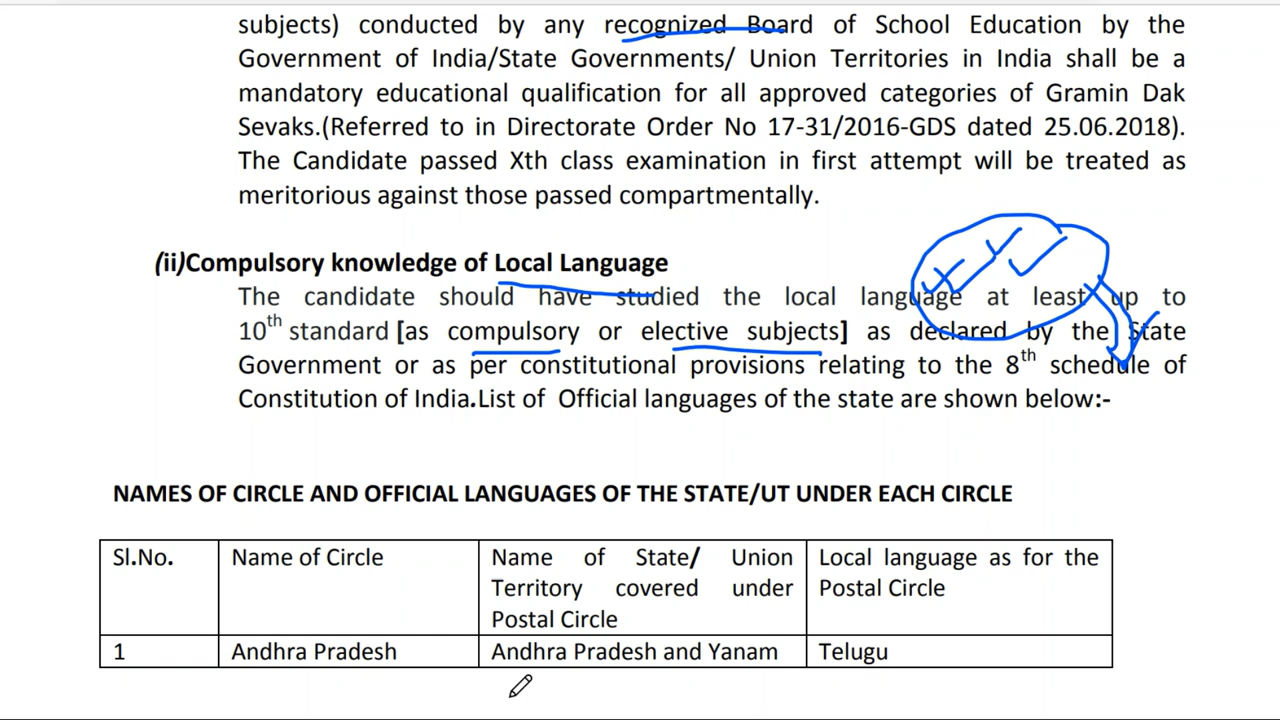 subjects) conducted by any recognized Board of School Education by the
Government of India/State Governments/ Union Territories in India shall be a
mandatory educational qualification for all approved categories of Gramin Dak
Sevaks.(Referred to in Directorate Order No 17-31/2016-GDS dated 25.06.2018).
The Candidate passed Xth class examination in first attempt will be treated as
meritorious against those passed compartmentally.
(ii)Compulsory knowledge of Local Language
The candidate should have studied the local language at least up to
10th standard [as compulsory or elective subjects] as declared by the State
Government or as per constitutional provisions relating to the 8th schedule of
Constitution of India.List of Official languages of the state are shown below:-
NAMES OF CIRCLE AND OFFICIAL LANGUAGES OF THE STATE/UT UNDER EACH CIRCLE
Sl.No. Name of Circle Name of State/ Union Local language as for the
Territory covered under Postal Circle
Postal Circle
1 Andhra Pradesh Andhra Pradesh and Yanam Telugu